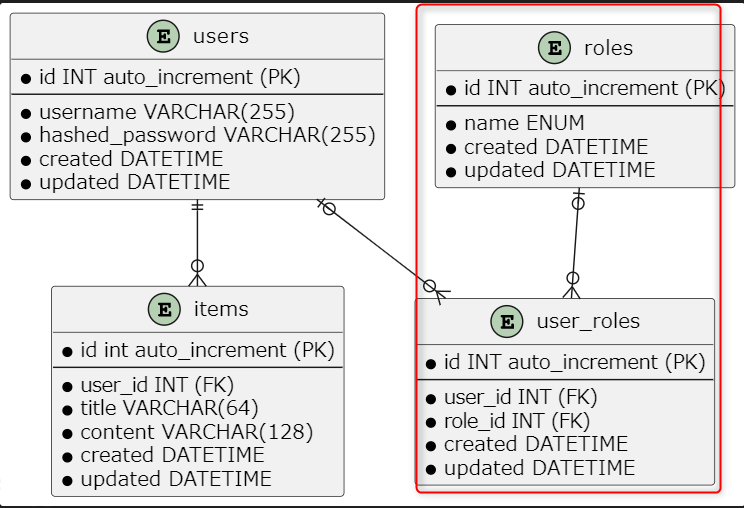 E users
id INT auto_increment (PK)
username VARCHAR(255)
hashed_password VARCHAR(255)
created DATETIME
updated DATETIME
E roles
id INT auto_increment (PK)
name ENUM
created DATETIME
updated DATETIME
E items
id int auto_increment (PK)
user_id INT (FK)
title VARCHAR(64)
content VARCHAR(128)
created DATETIME
updated DATETIME
E user_roles
id INT auto_increment (PK)
user_id INT (FK)
role_id INT (FK)
created DATETIME
updated DATETIME